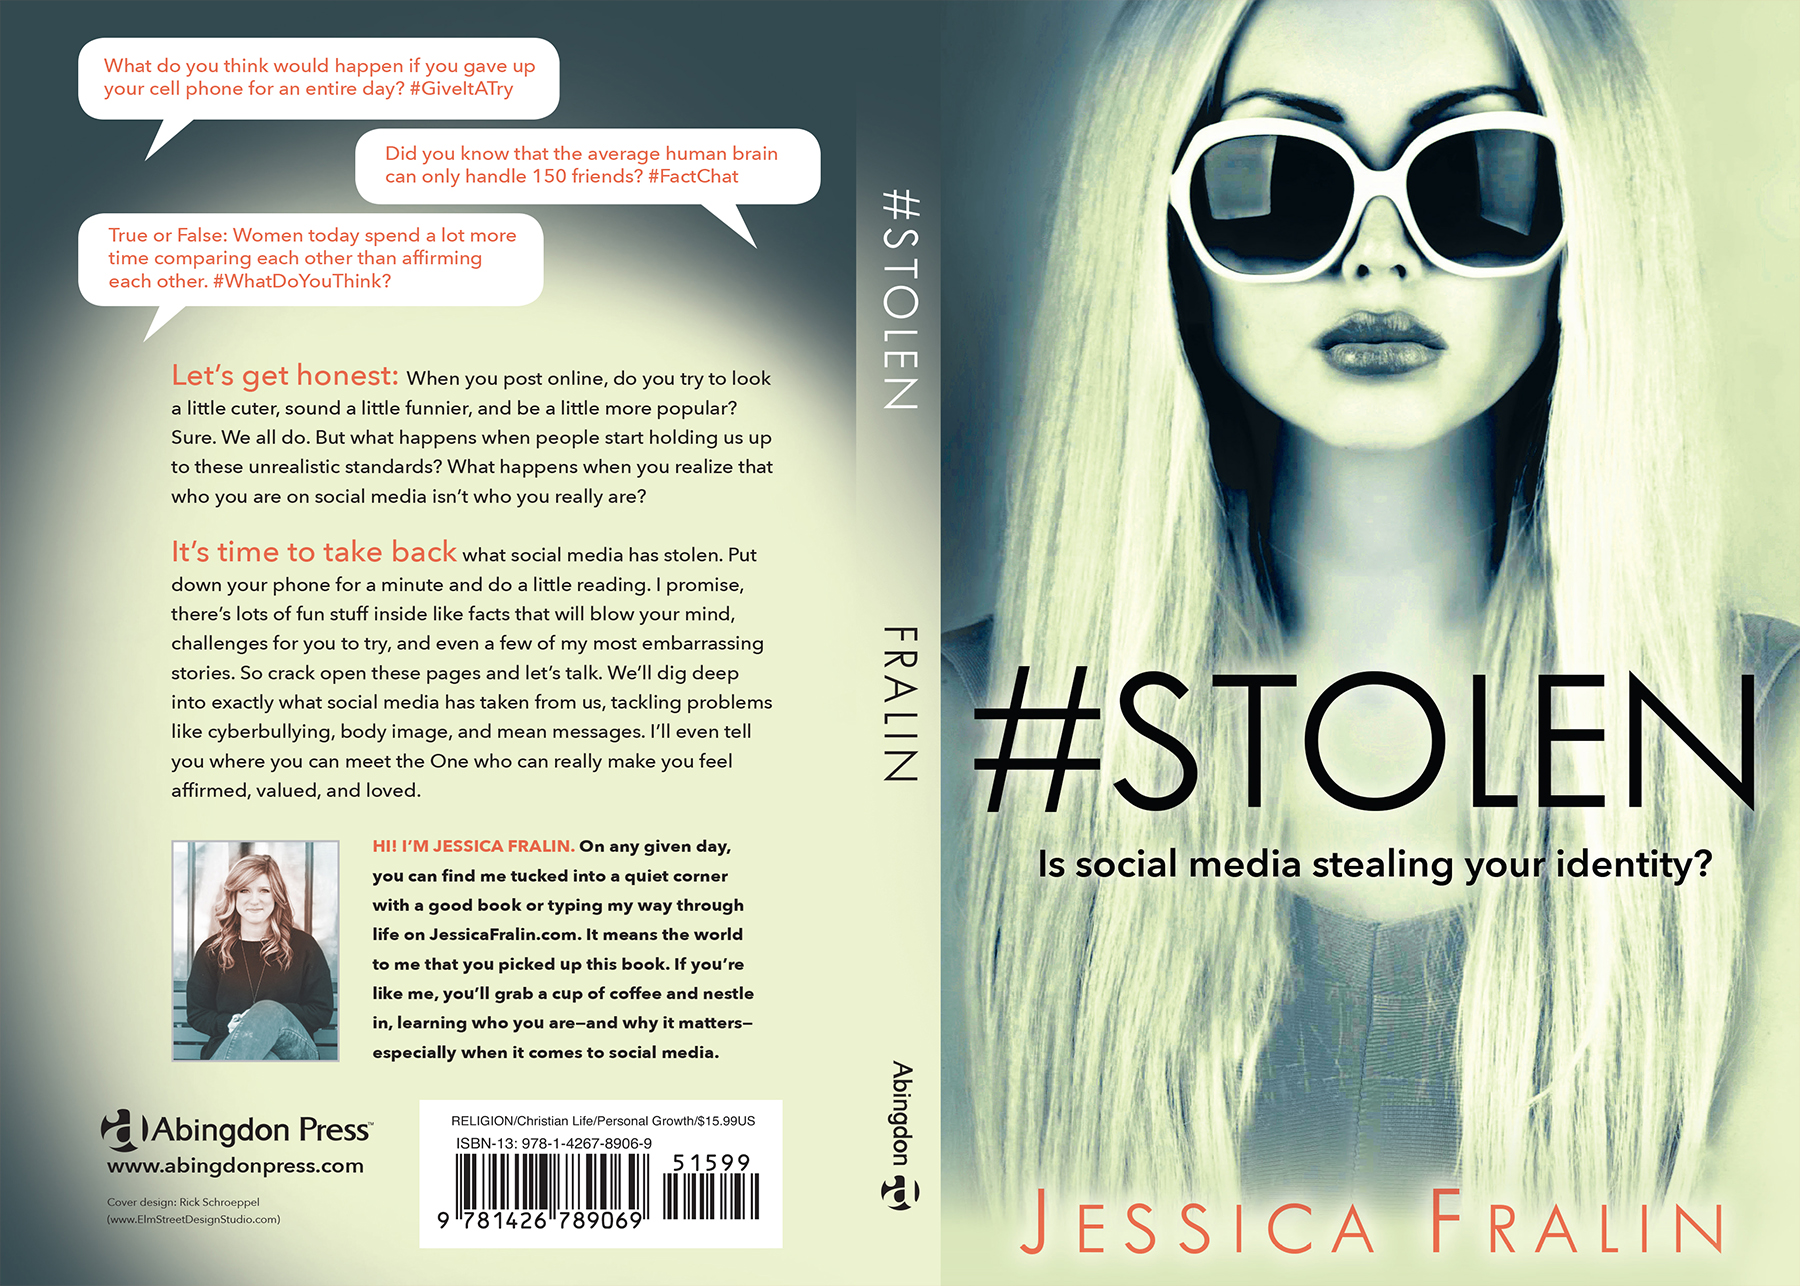 What do you think would happen if you gave up
your cell phone for an entire day? #GiveItATry
Did you know that the average human brain
can only handle 150 friends? #FactChat
True or False: Women today spend a lot more
time comparing each other than affirming
each other. #WhatDoYouThink?
Let's get honest: When you post online, do you try to look
a little cuter, sound a little funnier, and be a little more popular?
Sure. We all do. But what happens when people start holding us up
to these unrealistic standards? What happens when you realize that
who you are on social media isn't who you really are?
It's time to take back what social media has stolen. Put
down your phone for a minute and do a little reading. I promise,
there's lots of fun stuff inside like facts that will blow your mind,
challenges for you to try, and even a few of my most embarrassing
stories. So crack open these pages and let's talk. We'll dig deep
into exactly what social media has taken from us, tackling problems
like cyberbullying, body image, and mean messages. I'll even tell
you where you can meet the One who can really make you feel
affirmed, valued, and loved.
HI! I'M JESSICA FRALIN. On any given day,
you can find me tucked into a quiet corner
with a good book or typing my way through
life on JessicaFralin.com. It means the world
to me that you picked up this book. If you're
like me, you'll grab a cup of coffee and nestle
in, learning who you are—and why it matters—
especially when it comes to social media.
Abingdon Press™
www.abingdonpress.com
Cover design: Rick Schroeppel
(www.ElmStreetDesignStudio.com)
RELIGION/Christian Life/Personal Growth/$15.99US
ISBN-13: 978-1-4267-8906-9
51599
9 781426 789069
#STOLEN
FRALIN
Abingdon
#STOLEN
Is social media stealing your identity?
JESSICA FRALIN